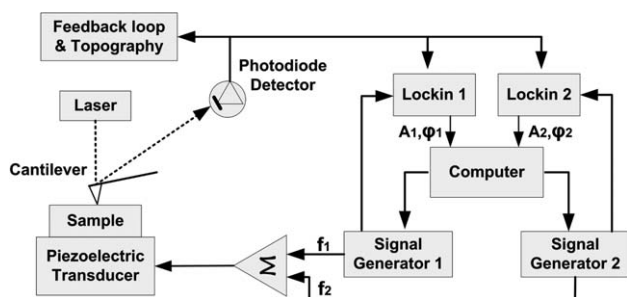 Feedback loop
& Topography
Photodiode
Detector
Laser
Lockin 1
Lockin 2
A1,φ1
A2,φ2
Cantilever
Computer
Sample
Piezoelectric
Transducer
Σ
f1
f2
Signal
Generator 1
Signal
Generator 2